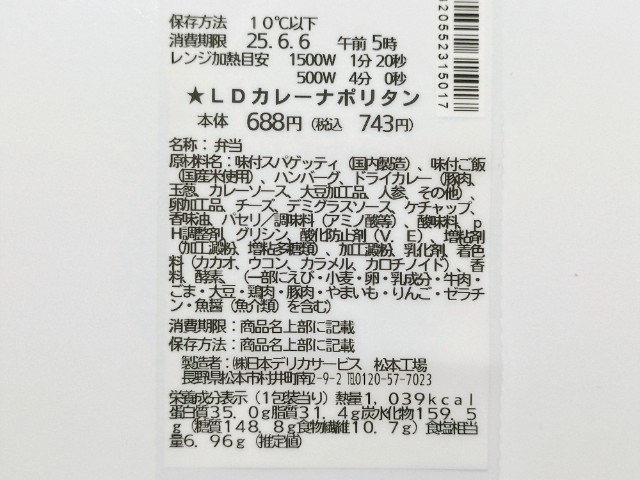 保存方法　10℃以下
消費期限　25.6.6　午前5時
レンジ加熱目安　1500W　1分20秒
500W　4分　0秒
★LDカレーナポリタン
本体　688円（税込　743円）
名称：弁当
原材料名：味付スパゲッティ（国内製造）、味付ご飯
（国産米使用）、ハンバーグ、ドライカレー（豚肉、
玉葱、カレーソース、大豆加工品、人参、その他）、
卵加工品、チーズ、デミグラスソース、ケチャップ、
香味油、パセリ／調味料（アミノ酸等）、酸味料、p
H調整剤、グリシン、酸化防止剤（V．E）、増粘剤
（加工澱粉、増粘多糖類）、加工澱粉、乳化剤、着色
料（カカオ、ウコン、カラメル、カロチノイド）、香
料、酵素、（一部にえび・小麦・卵・乳成分・牛肉・
ごま・大豆・鶏肉・豚肉・やまいも・りんご・ゼラチ
ン・魚醤（魚介類）を含む）
消費期限：商品名上部に記載
保存方法：商品名上部に記載
製造者：㈱日本デリカサービス　松本工場
長野県松本市村井町南2-9-2 ℡0120-57-7023
栄養成分表示（1包装当り）熱量1，039kcal
蛋白質35．0g脂質31．4g炭水化物159．5
g（糖質148．8g食物繊維10．7g）食塩相当
量6．96g（推定値）
820552315017